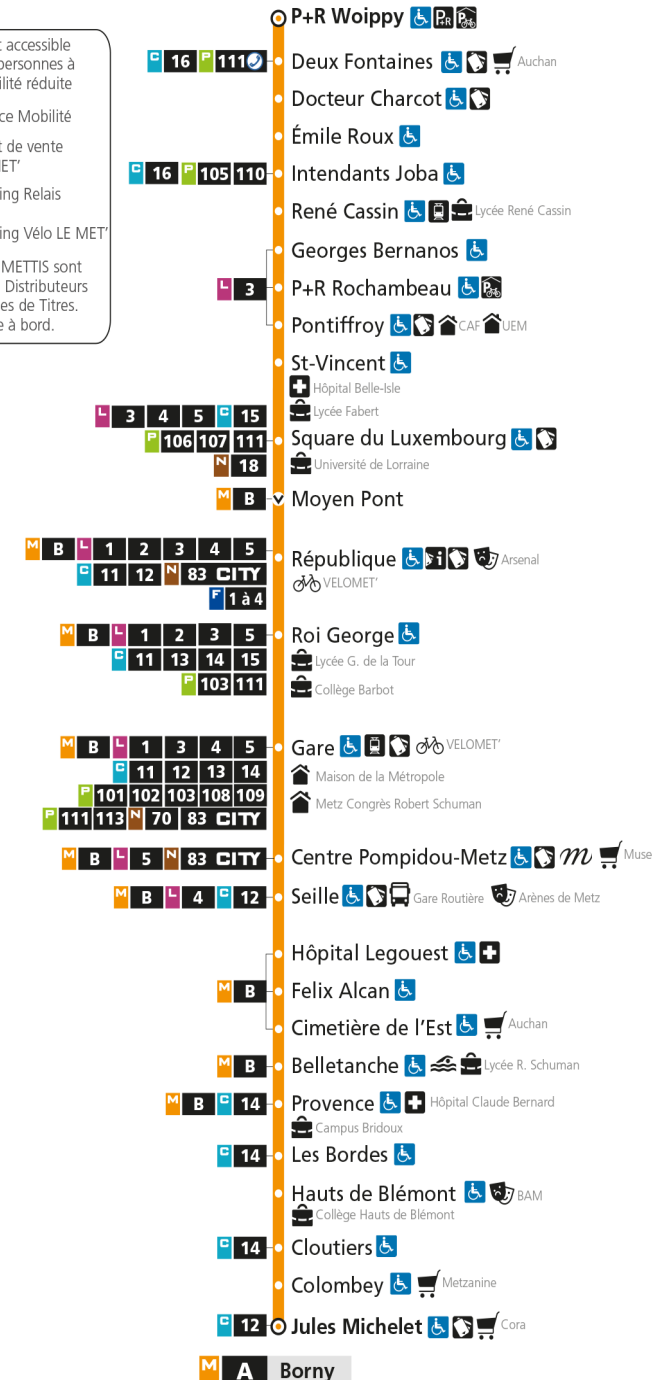 P+R Woippy P+R P
t accessible
personnes à
ilité réduite
ce Mobilité
t de vente
MET'
ing Relais
ing Vélo LE MET'
METTIS sont
Distributeurs
es de Titres.
e à bord.
C 16 P 111 Deux Fontaines Auchan
Docteur Charcot
Émile Roux
C 16 P 105 110 Intendants Joba
René Cassin Lycée René Cassin
Georges Bernanos
L 3 P+R Rochambeau P
Pontiffroy CAF UEM
St-Vincent
Hôpital Belle-Isle
Lycée Fabert
L 3 4 5 C 15
P 106 107 111 Square du Luxembourg
N 18 Université de Lorraine
M B Moyen Pont
M B L 1 2 3 4 5
République Arsenal
C 11 12 N 83 CITY VELOMET'
F 1 à 4
M B L 1 2 3 5 Roi George
C 11 13 14 15 Lycée G. de la Tour
P 103 111 Collège Barbot
M B L 1 3 4 5 Gare VELOMET'
C 11 12 13 14 Maison de la Métropole
P 101 102 103 108 109 Metz Congrès Robert Schuman
P 111 113 N 70 83 CITY
M B L 5 N 83 CITY Centre Pompidou-Metz m Muse
M B L 4 C 12 Seille Gare Routière Arènes de Metz
Hôpital Legouest
M B Felix Alcan
Cimetière de l'Est Auchan
M B Belletanche Lycée R. Schuman
M B C 14 Provence Hôpital Claude Bernard
Campus Bridoux
C 14 Les Bordes
Hauts de Blémont BAM
Collège Hauts de Blémont
C 14 Cloutiers
Colombey Metzanine
C 12 Jules Michelet Cora
M A Borny